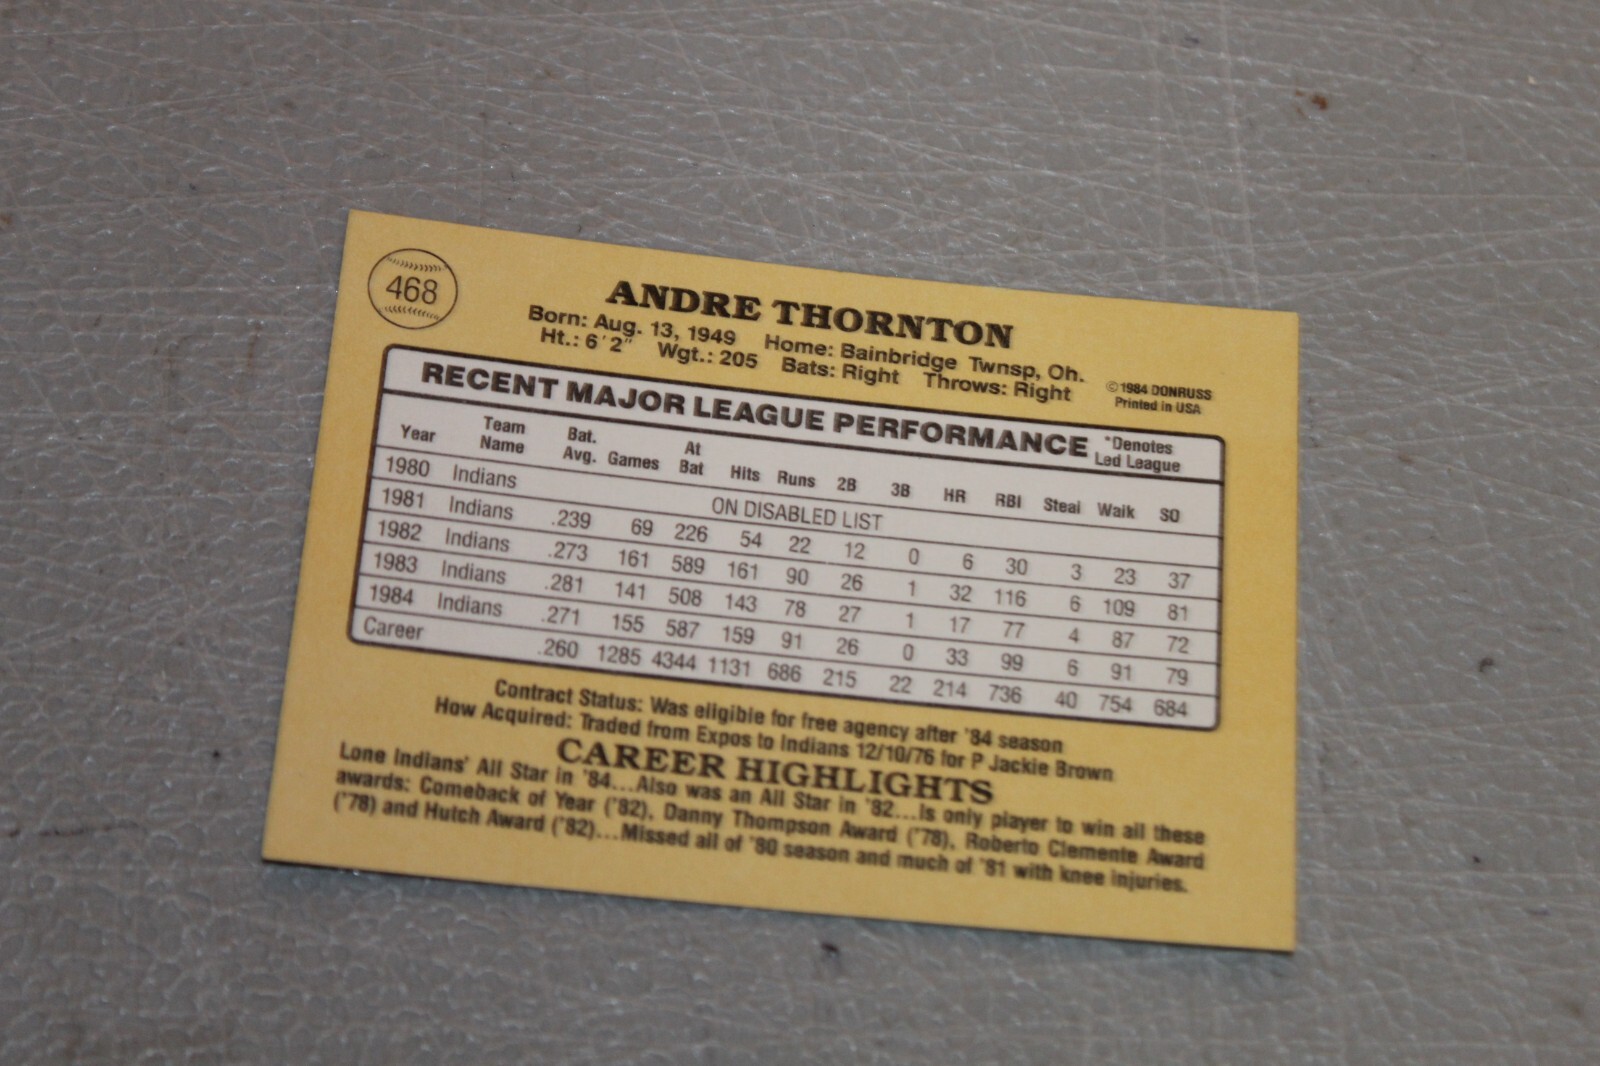 468
ANDRE THORNTON
Born: Aug. 13, 1949 Home: Bainbridge Twnsp, Oh.
Ht.: 6'2" Wgt.: 205 Bats: Right Throws: Right
©1984 DONRUSS
Printed in USA
RECENT MAJOR LEAGUE PERFORMANCE
*Denotes
Led League
Year Team Name Bat. Avg. Games At Bat Hits Runs 2B 3B HR RBI Steal Walk SO
1980 Indians ON DISABLED LIST
1981 Indians .239 69 226 54 22 12 0 6 30 3 23 37
1982 Indians .273 161 589 161 90 26 1 32 116 6 109 81
1983 Indians .281 141 508 143 78 27 1 17 77 4 87 72
1984 Indians .271 155 587 159 91 26 0 33 99 6 91 79
Career .260 1285 4344 1131 686 215 22 214 736 40 754 684
Contract Status: Was eligible for free agency after '84 season
How Acquired: Traded from Expos to Indians 12/10/76 for P Jackie Brown
CAREER HIGHLIGHTS
Lone Indians' All Star in '84...Also was an All Star in '82...Is only player to win all these
awards: Comeback of Year ('82), Danny Thompson Award ('78), Roberto Clemente Award
('78) and Hutch Award ('82)...Missed all of '80 season and much of '81 with knee injuries.